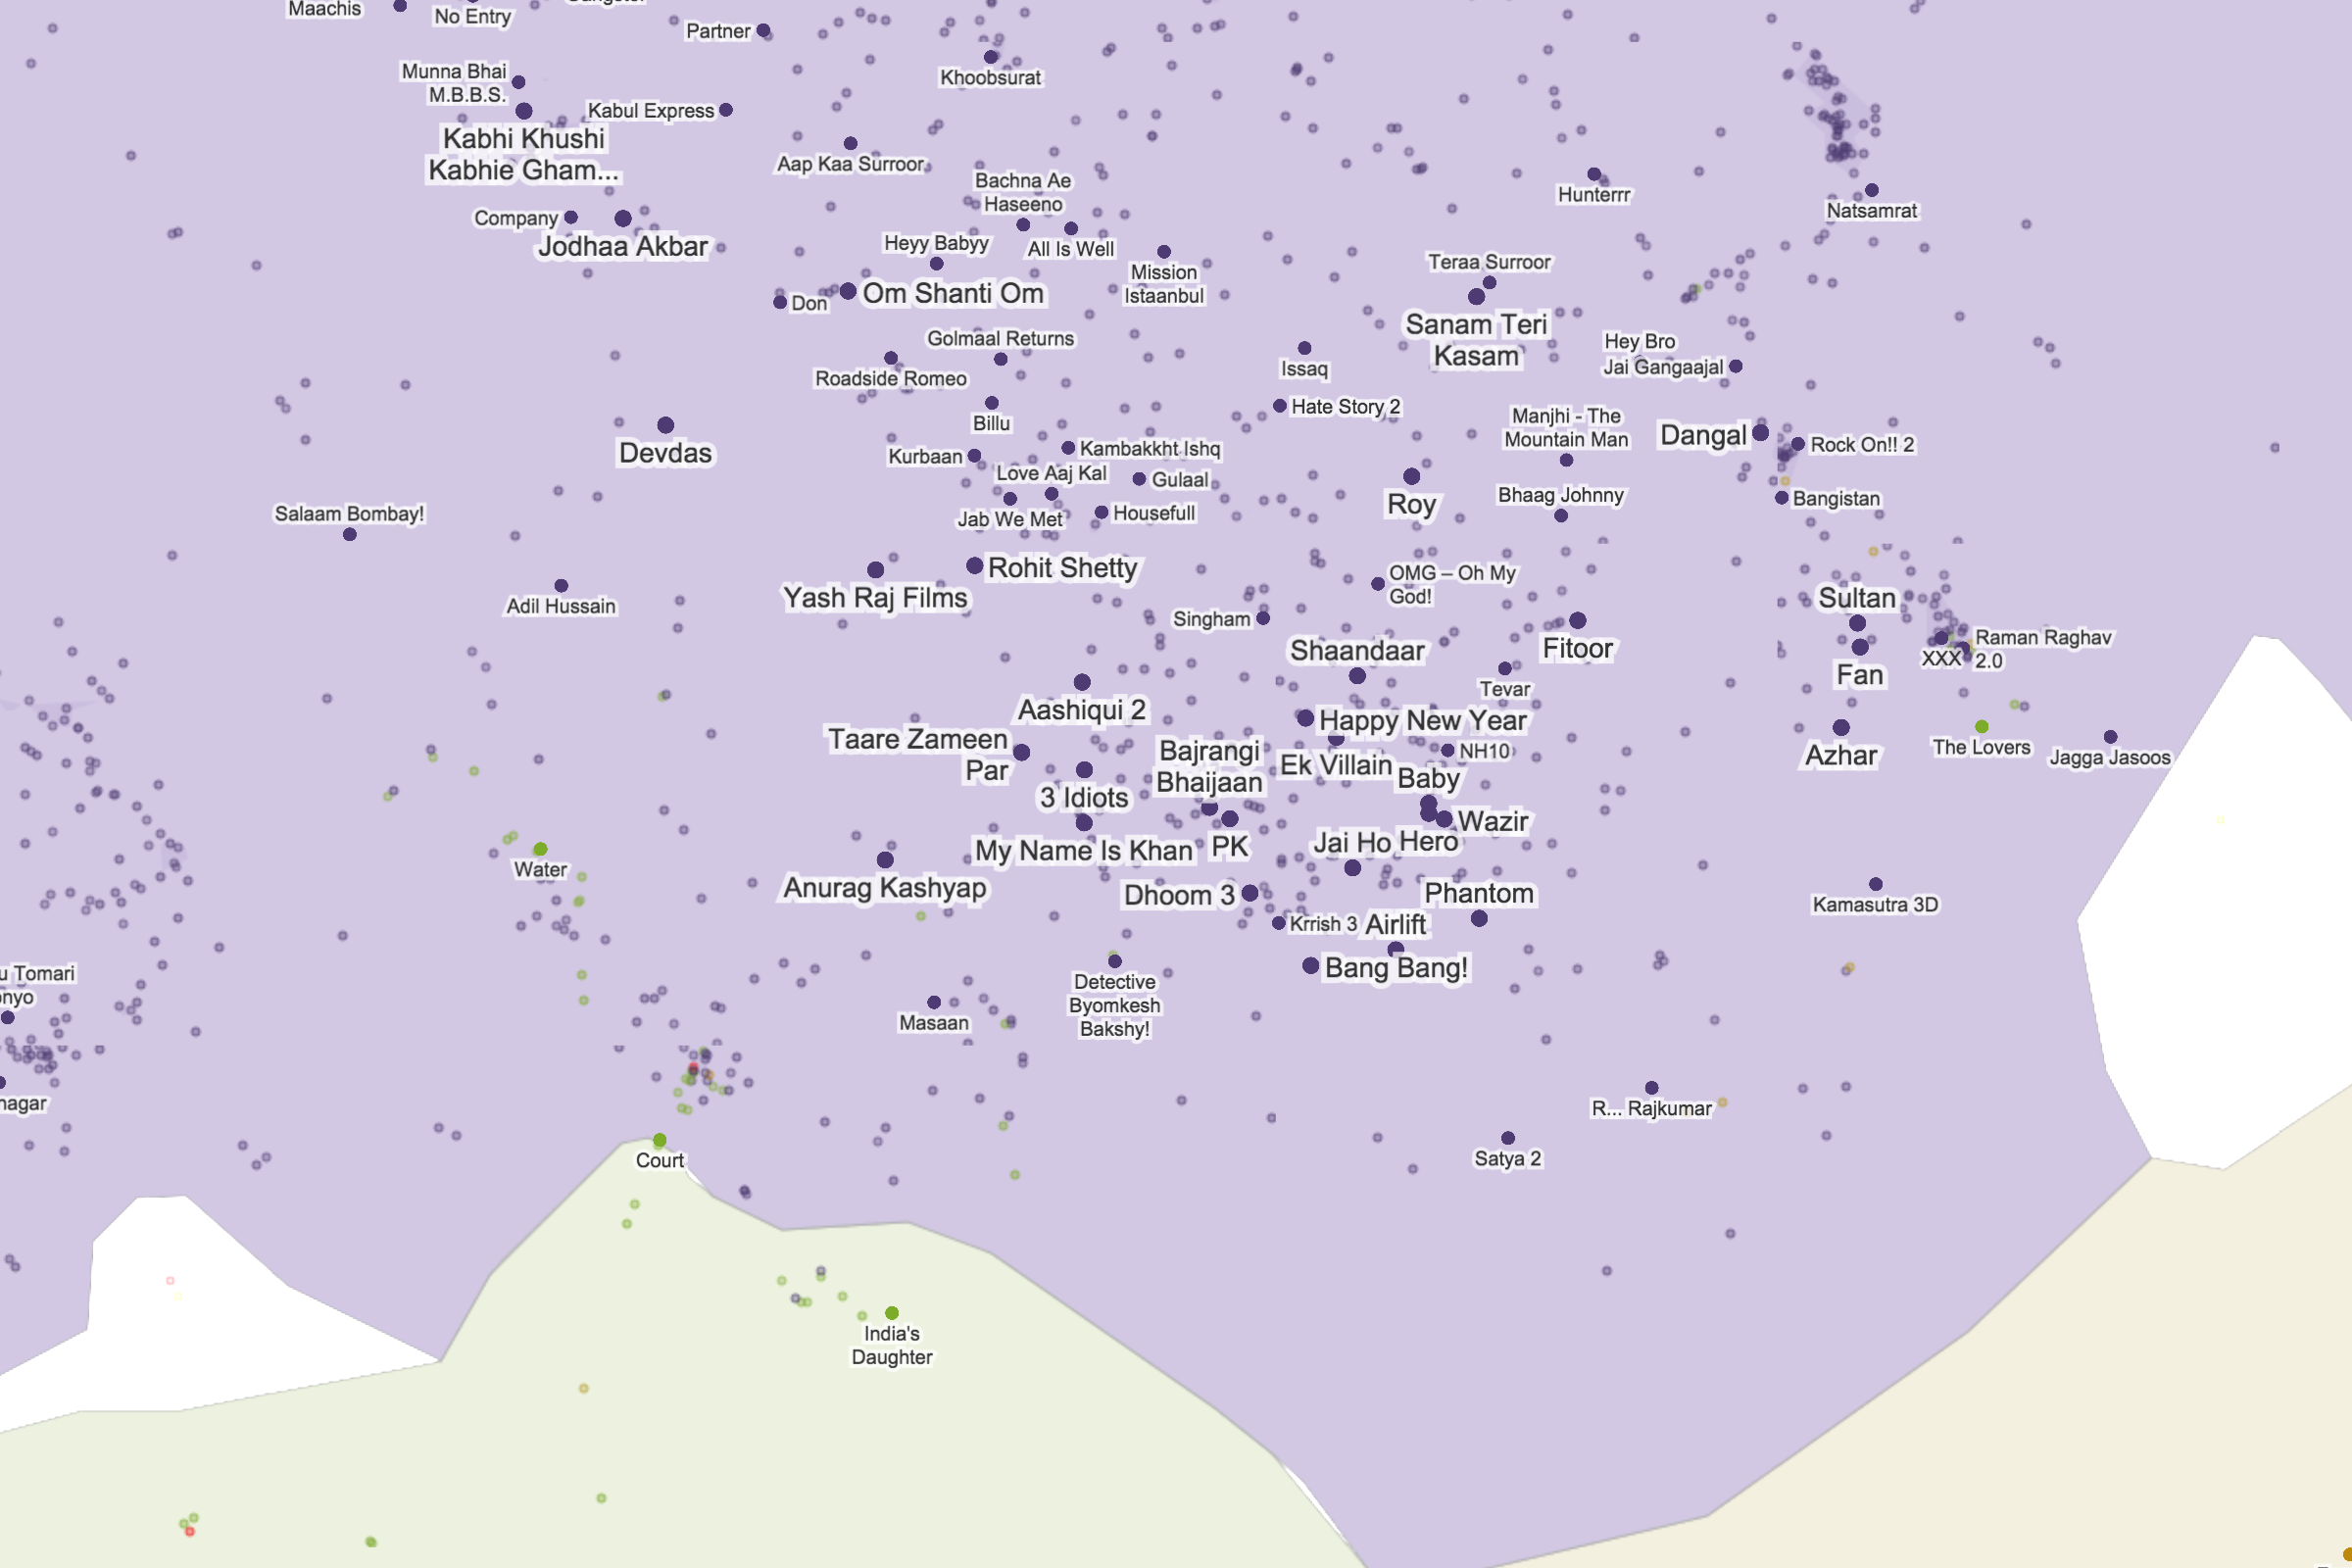 Maachis
No Entry
Gangster
Partner
Khoobsurat
Munna Bhai
M.B.B.S.
Kabul Express
Kabhi Khushi
Kabhie Gham...
Aap Kaa Surroor
Bachna Ae
Haseeno
Hunterrr
Natsamrat
Company
Jodhaa Akbar
Heyy Babyy
All Is Well
Mission
Istaanbul
Teraa Surroor
Don
Om Shanti Om
Sanam Teri
Kasam
Golmaal Returns
Roadside Romeo
Issaq
Hey Bro
Jai Gangaajal
Billu
Hate Story 2
Manjhi - The
Mountain Man
Dangal
Rock On!! 2
Devdas
Kurbaan
Kambakkht Ishq
Love Aaj Kal
Gulaal
Roy
Bhaag Johnny
Bangistan
Salaam Bombay!
Jab We Met
Housefull
Rohit Shetty
Yash Raj Films
OMG – Oh My
God!
Adil Hussain
Singham
Sultan
Shaandaar
Fitoor
Raman Raghav
2.0
XXX
Fan
Tevar
Aashiqui 2
Happy New Year
Taare Zameen
Par
Bajrangi
Bhaijaan
NH10
Ek Villain
Baby
Azhar
The Lovers
Jagga Jasoos
3 Idiots
Wazir
Jai Ho
Hero
My Name Is Khan
PK
Water
Anurag Kashyap
Dhoom 3
Phantom
Kamasutra 3D
Krrish 3
Airlift
Bang Bang!
u Tomari
onyo
Detective
Byomkesh
Bakshy!
Masaan
nagar
R... Rajkumar
Court
Satya 2
India's
Daughter